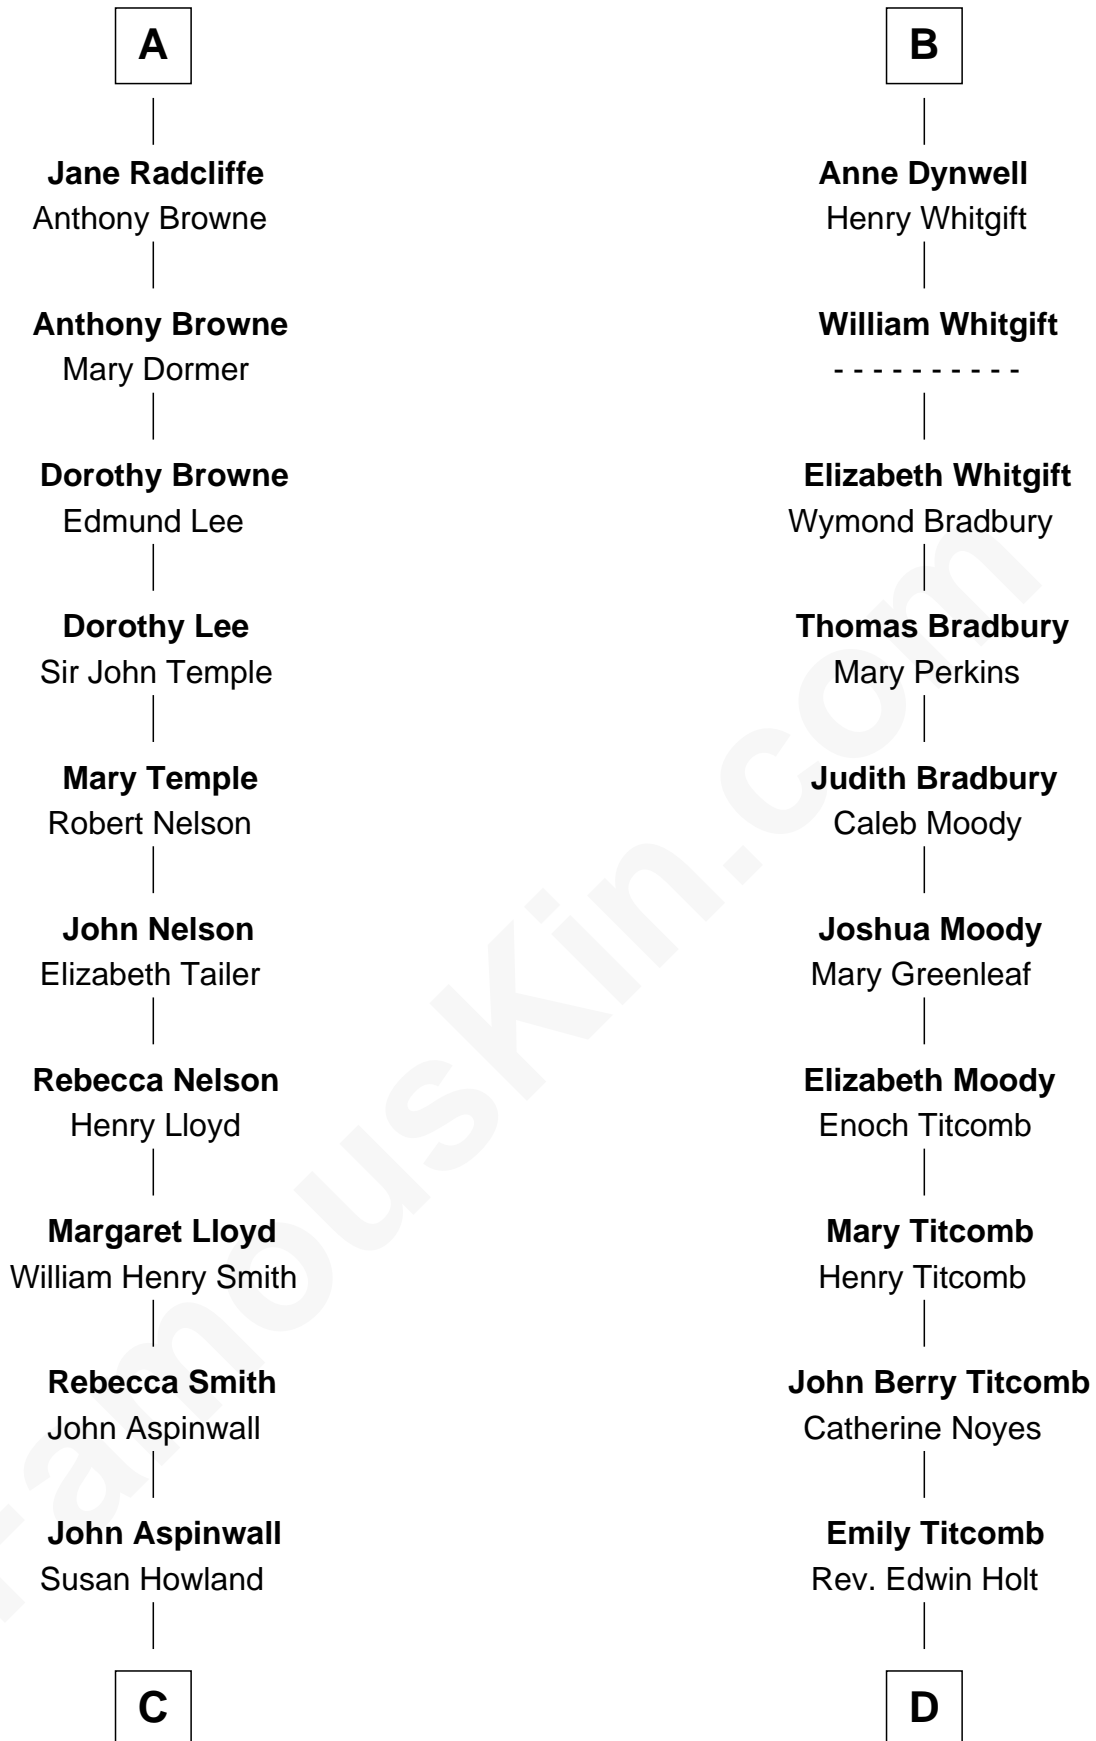 A
Jane Radcliffe
Anthony Browne
Anthony Browne
Mary Dormer
Dorothy Browne
Edmund Lee
Dorothy Lee
Sir John Temple
Mary Temple
Robert Nelson
John Nelson
Elizabeth Tailer
Rebecca Nelson
Henry Lloyd
Margaret Lloyd
William Henry Smith
Rebecca Smith
John Aspinwall
John Aspinwall
Susan Howland
C
B
Anne Dynwell
Henry Whitgift
William Whitgift
- - - - - - - - - -
Elizabeth Whitgift
Wymond Bradbury
Thomas Bradbury
Mary Perkins
Judith Bradbury
Caleb Moody
Joshua Moody
Mary Greenleaf
Elizabeth Moody
Enoch Titcomb
Mary Titcomb
Henry Titcomb
John Berry Titcomb
Catherine Noyes
Emily Titcomb
Rev. Edwin Holt
D
FamousKin.com